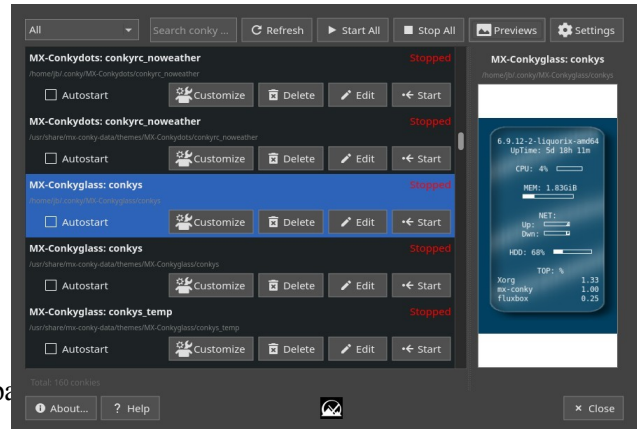 All
Search conky ...
Refresh
Start All
Stop All
Previews
Settings
MX-Conkydots: conkyrc_noweather Stopped
/home/jb/.conky/MX-Conkydots/conkyrc_noweather
Autostart Customize Delete Edit Start
MX-Conkydots: conkyrc_noweather Stopped
/usr/share/mx-conky-data/themes/MX-Conkydots/conkyrc_noweather
Autostart Customize Delete Edit Start
MX-Conkyglass: conkys Stopped
/home/jb/.conky/MX-Conkyglass/conkys
Autostart Customize Delete Edit Start
MX-Conkyglass: conkys Stopped
/usr/share/mx-conky-data/themes/MX-Conkyglass/conkys
Autostart Customize Delete Edit Start
MX-Conkyglass: conkys_temp Stopped
/usr/share/mx-conky-data/themes/MX-Conkyglass/conkys_temp
Autostart Customize Delete Edit Start
Total: 160 conkies
MX-Conkyglass: conkys
/home/jb/.conky/MX-Conkyglass/conkys
6.9.12-2-liquorix-amd64
UpTime: 5d 18h 11m
CPU: 4%
MEM: 1.83GiB
NET:
Up:
Dwn:
HDD: 68%
TOP: %
Xorg 1.33
mx-conky 1.00
fluxbox 0.25
About...
? Help
× Close